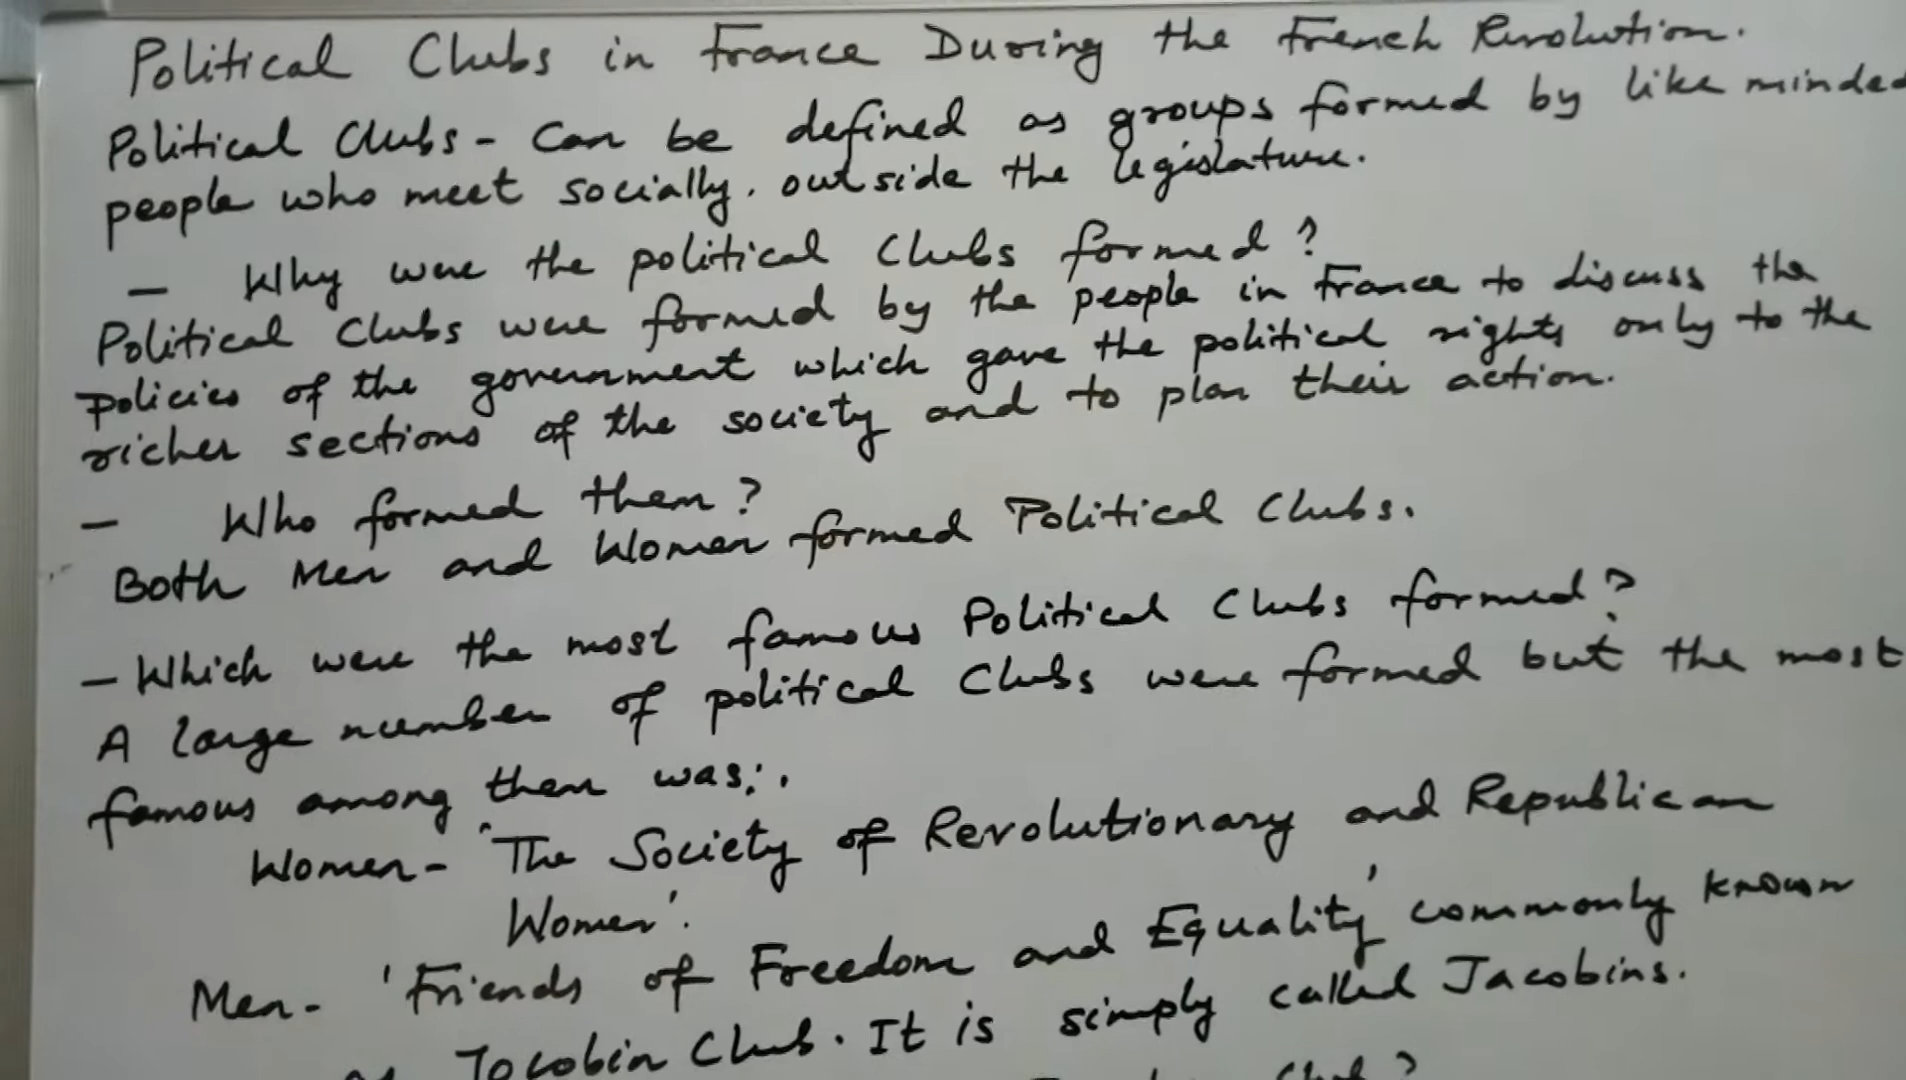 Political Clubs in France During the French Revolution.
Political Clubs - Can be defined as groups formed by like minded
people who meet socially. outside the legislature.
- Why were the political Clubs formed?
Political Clubs were formed by the people in France to discuss the
policies of the government which gave the political rights only to the
richer sections of the society and to plan their action.
- Who formed them?
Both Men and Women formed Political Clubs.
- Which were the most famous Political Clubs formed?
A large number of political Clubs were formed but the most
famous among them was;.
Women - 'The Society of Revolutionary and Republican
Women'.
Men - 'Friends of Freedom and Equality' commonly known
as Jacobin Club. It is simply called Jacobins.
Club?